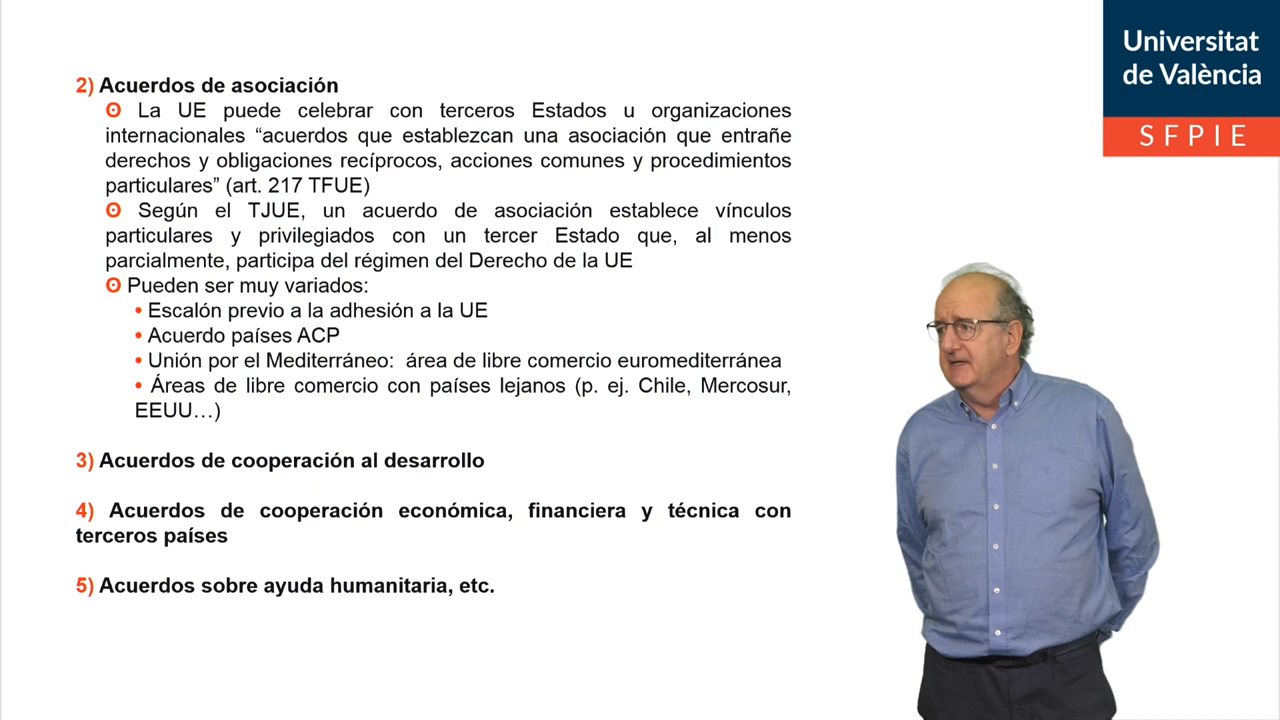 Universitat
de València
SFPIE
2) Acuerdos de asociación
ʘ La UE puede celebrar con terceros Estados u organizaciones
internacionales “acuerdos que establezcan una asociación que entrañe
derechos y obligaciones recíprocos, acciones comunes y procedimientos
particulares” (art. 217 TFUE)
ʘ Según el TJUE, un acuerdo de asociación establece vínculos
particulares y privilegiados con un tercer Estado que, al menos
parcialmente, participa del régimen del Derecho de la UE
ʘ Pueden ser muy variados:
• Escalón previo a la adhesión a la UE
• Acuerdo países ACP
• Unión por el Mediterráneo: área de libre comercio euromediterránea
• Áreas de libre comercio con países lejanos (p. ej. Chile, Mercosur,
EEUU…)
3) Acuerdos de cooperación al desarrollo
4) Acuerdos de cooperación económica, financiera y técnica con
terceros países
5) Acuerdos sobre ayuda humanitaria, etc.